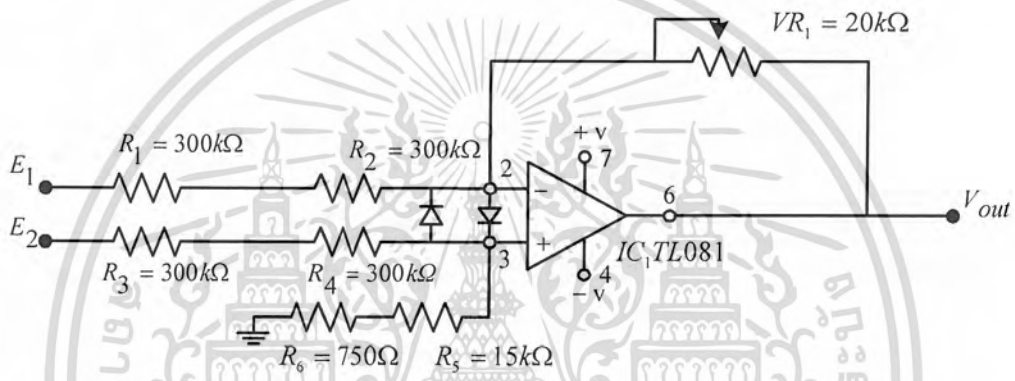 VR₁ = 20kΩ
R₁ = 300kΩ
R₂ = 300kΩ
+ v
7
E₁
2
−
6
V_out
E₂
3
+
IC₁TL081
4
− v
R₃ = 300kΩ
R₄ = 300kΩ
R₆ = 750Ω
R₅ = 15kΩ